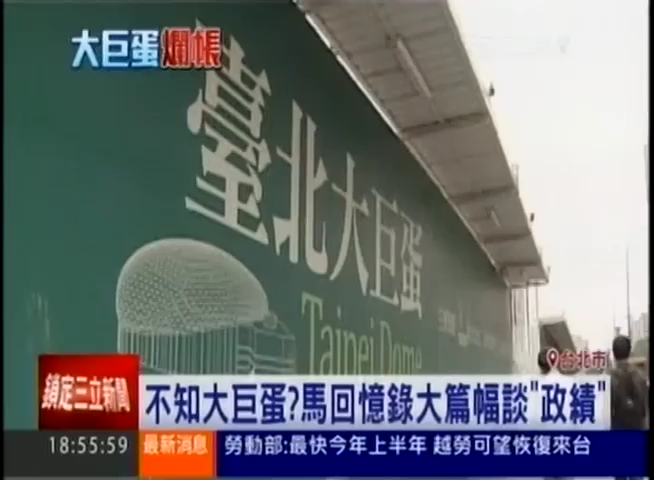 大巨蛋爛帳
臺北大巨蛋
Taipei Dome
台北市
鎖定三立新聞
不知大巨蛋?馬回憶錄大篇幅談"政績"
18:55:59
最新消息
勞動部:最快今年上半年 越勞可望恢復來台